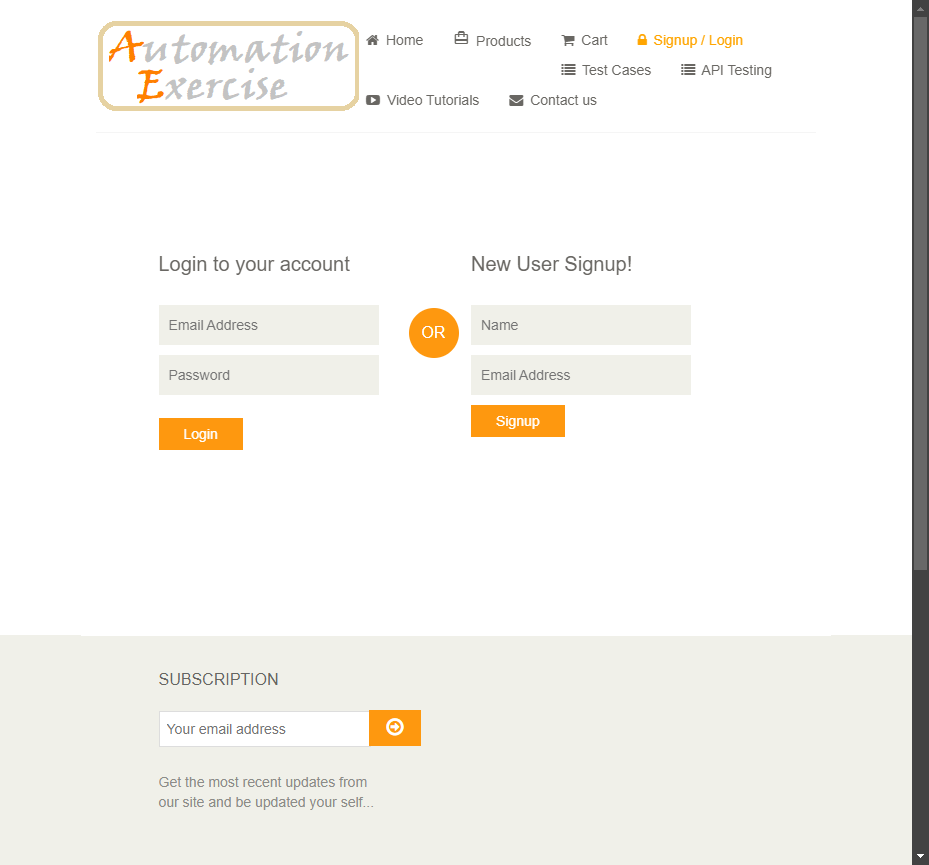 Automation
Exercise
Home
Products
Cart
Signup / Login
Test Cases
API Testing
Video Tutorials
Contact us
Login to your account
Email Address
Password
Login
OR
New User Signup!
Name
Email Address
Signup
SUBSCRIPTION
Your email address
Get the most recent updates from
our site and be updated your self...